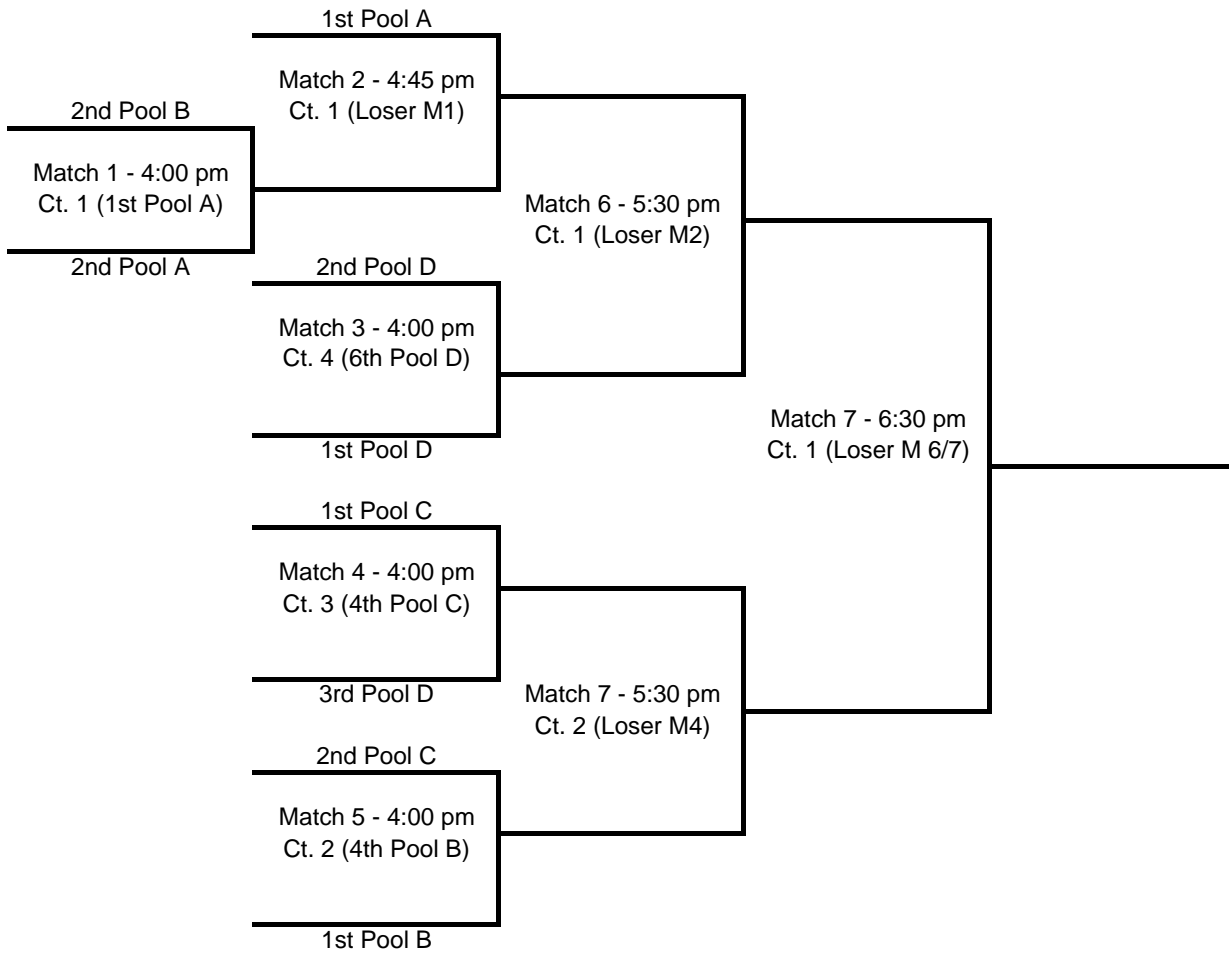 1st Pool A
Match 2 - 4:45 pm
Ct. 1 (Loser M1)
2nd Pool B
Match 1 - 4:00 pm
Ct. 1 (1st Pool A)
2nd Pool A
Match 6 - 5:30 pm
Ct. 1 (Loser M2)
2nd Pool D
Match 3 - 4:00 pm
Ct. 4 (6th Pool D)
1st Pool D
Match 7 - 6:30 pm
Ct. 1 (Loser M 6/7)
1st Pool C
Match 4 - 4:00 pm
Ct. 3 (4th Pool C)
3rd Pool D
Match 7 - 5:30 pm
Ct. 2 (Loser M4)
2nd Pool C
Match 5 - 4:00 pm
Ct. 2 (4th Pool B)
1st Pool B